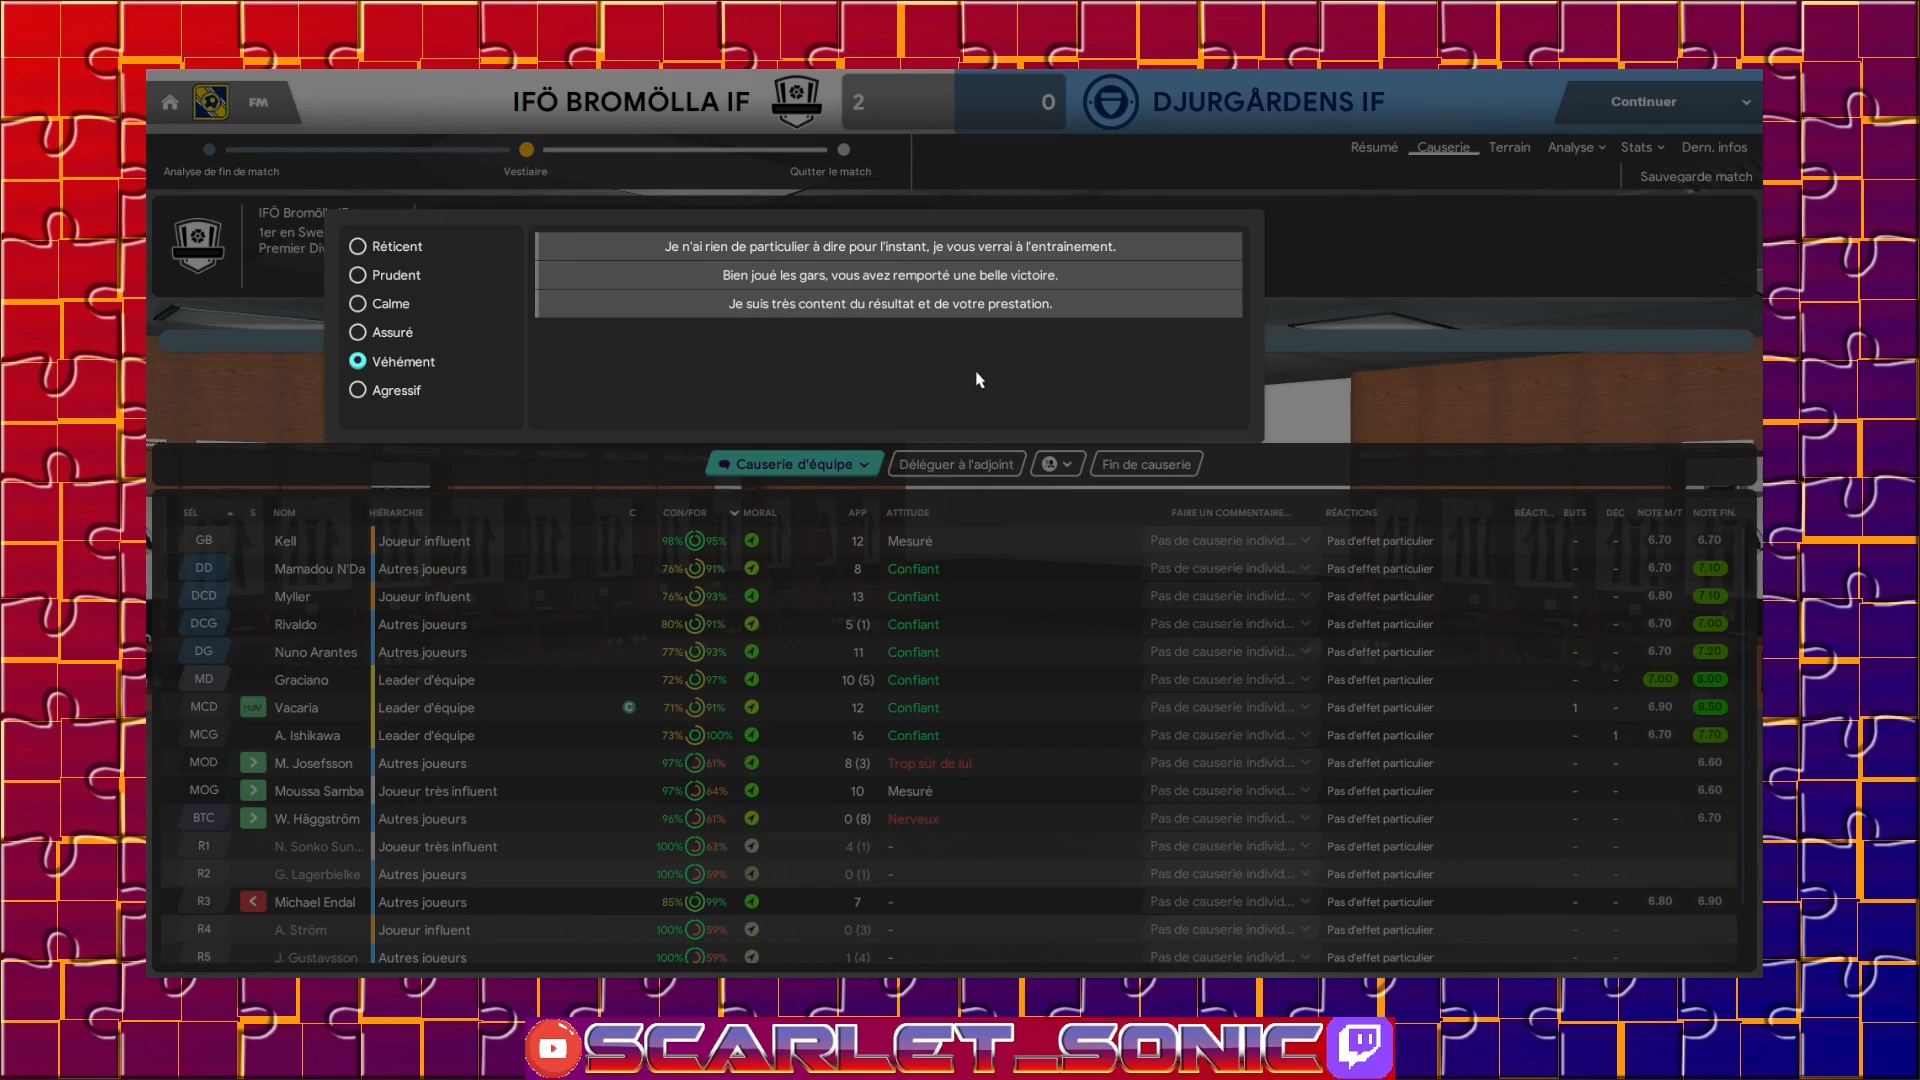 FM
IFÖ BROMÖLLA IF
2
0
DJURGÅRDENS IF
Continuer
Analyse de fin de match
Vestiaire
Quitter le match
Résumé Causerie Terrain Analyse Stats Dern. infos
Sauvegarde match
1er en Swe
Premier Div
Réticent
Prudent
Calme
Assuré
Véhément
Agressif
Je n'ai rien de particulier à dire pour l'instant, je vous verrai à l'entraînement.
Bien joué les gars, vous avez remporté une belle victoire.
Je suis très content du résultat et de votre prestation.
Causerie d'équipe Déléguer à l'adjoint Fin de causerie
SÉL S NOM HIÉRARCHIE C CON/FOR MORAL APP ATTITUDE FAIRE UN COMMENTAIRE... RÉACTIONS RÉACTI... BUTS DÉC NOTE M/T NOTE FIN.
GB Kell Joueur influent 98% 95% 12 Mesuré Pas de causerie individ... Pas d'effet particulier - - 6.70 6.70
DD Mamadou N'Da Autres joueurs 76% 91% 8 Confiant Pas de causerie individ... Pas d'effet particulier - - 6.70 7.10
DCD Myller Joueur influent 76% 93% 13 Confiant Pas de causerie individ... Pas d'effet particulier - - 6.80 7.10
DCG Rivaldo Autres joueurs 80% 91% 5 (1) Confiant Pas de causerie individ... Pas d'effet particulier - - 6.70 7.00
DG Nuno Arantes Autres joueurs 77% 93% 11 Confiant Pas de causerie individ... Pas d'effet particulier - - 6.70 7.20
MD Graciano Leader d'équipe 72% 97% 10 (5) Confiant Pas de causerie individ... Pas d'effet particulier - - 7.00 8.00
MCD HdM Vacaria Leader d'équipe C 71% 91% 12 Confiant Pas de causerie individ... Pas d'effet particulier 1 - 6.90 8.50
MCG A. Ishikawa Leader d'équipe 73% 100% 16 Confiant Pas de causerie individ... Pas d'effet particulier - 1 6.70 7.70
MOD M. Josefsson Autres joueurs 97% 61% 8 (3) Trop sûr de lui Pas de causerie individ... Pas d'effet particulier - - 6.60
MOG Moussa Samba Joueur très influent 97% 64% 10 Mesuré Pas de causerie individ... Pas d'effet particulier - - 6.60
BTC W. Häggström Autres joueurs 96% 61% 0 (8) Nerveux Pas de causerie individ... Pas d'effet particulier - - 6.70
R1 N. Sonko Sun... Joueur très influent 100% 63% 4 (1) - Pas de causerie individ... Pas d'effet particulier - -
R2 G. Lagerbielke Autres joueurs 100% 59% 0 (1) - Pas de causerie individ... Pas d'effet particulier - -
R3 Michael Endal Autres joueurs 85% 99% 7 - Pas de causerie individ... Pas d'effet particulier - - 6.80 6.90
R4 A. Ström Joueur influent 100% 59% 0 (3) - Pas de causerie individ... Pas d'effet particulier - -
R5 J. Gustavsson Autres joueurs 100% 59% 1 (4) - Pas de causerie individ... Pas d'effet particulier - -
SCARLET_SONIC